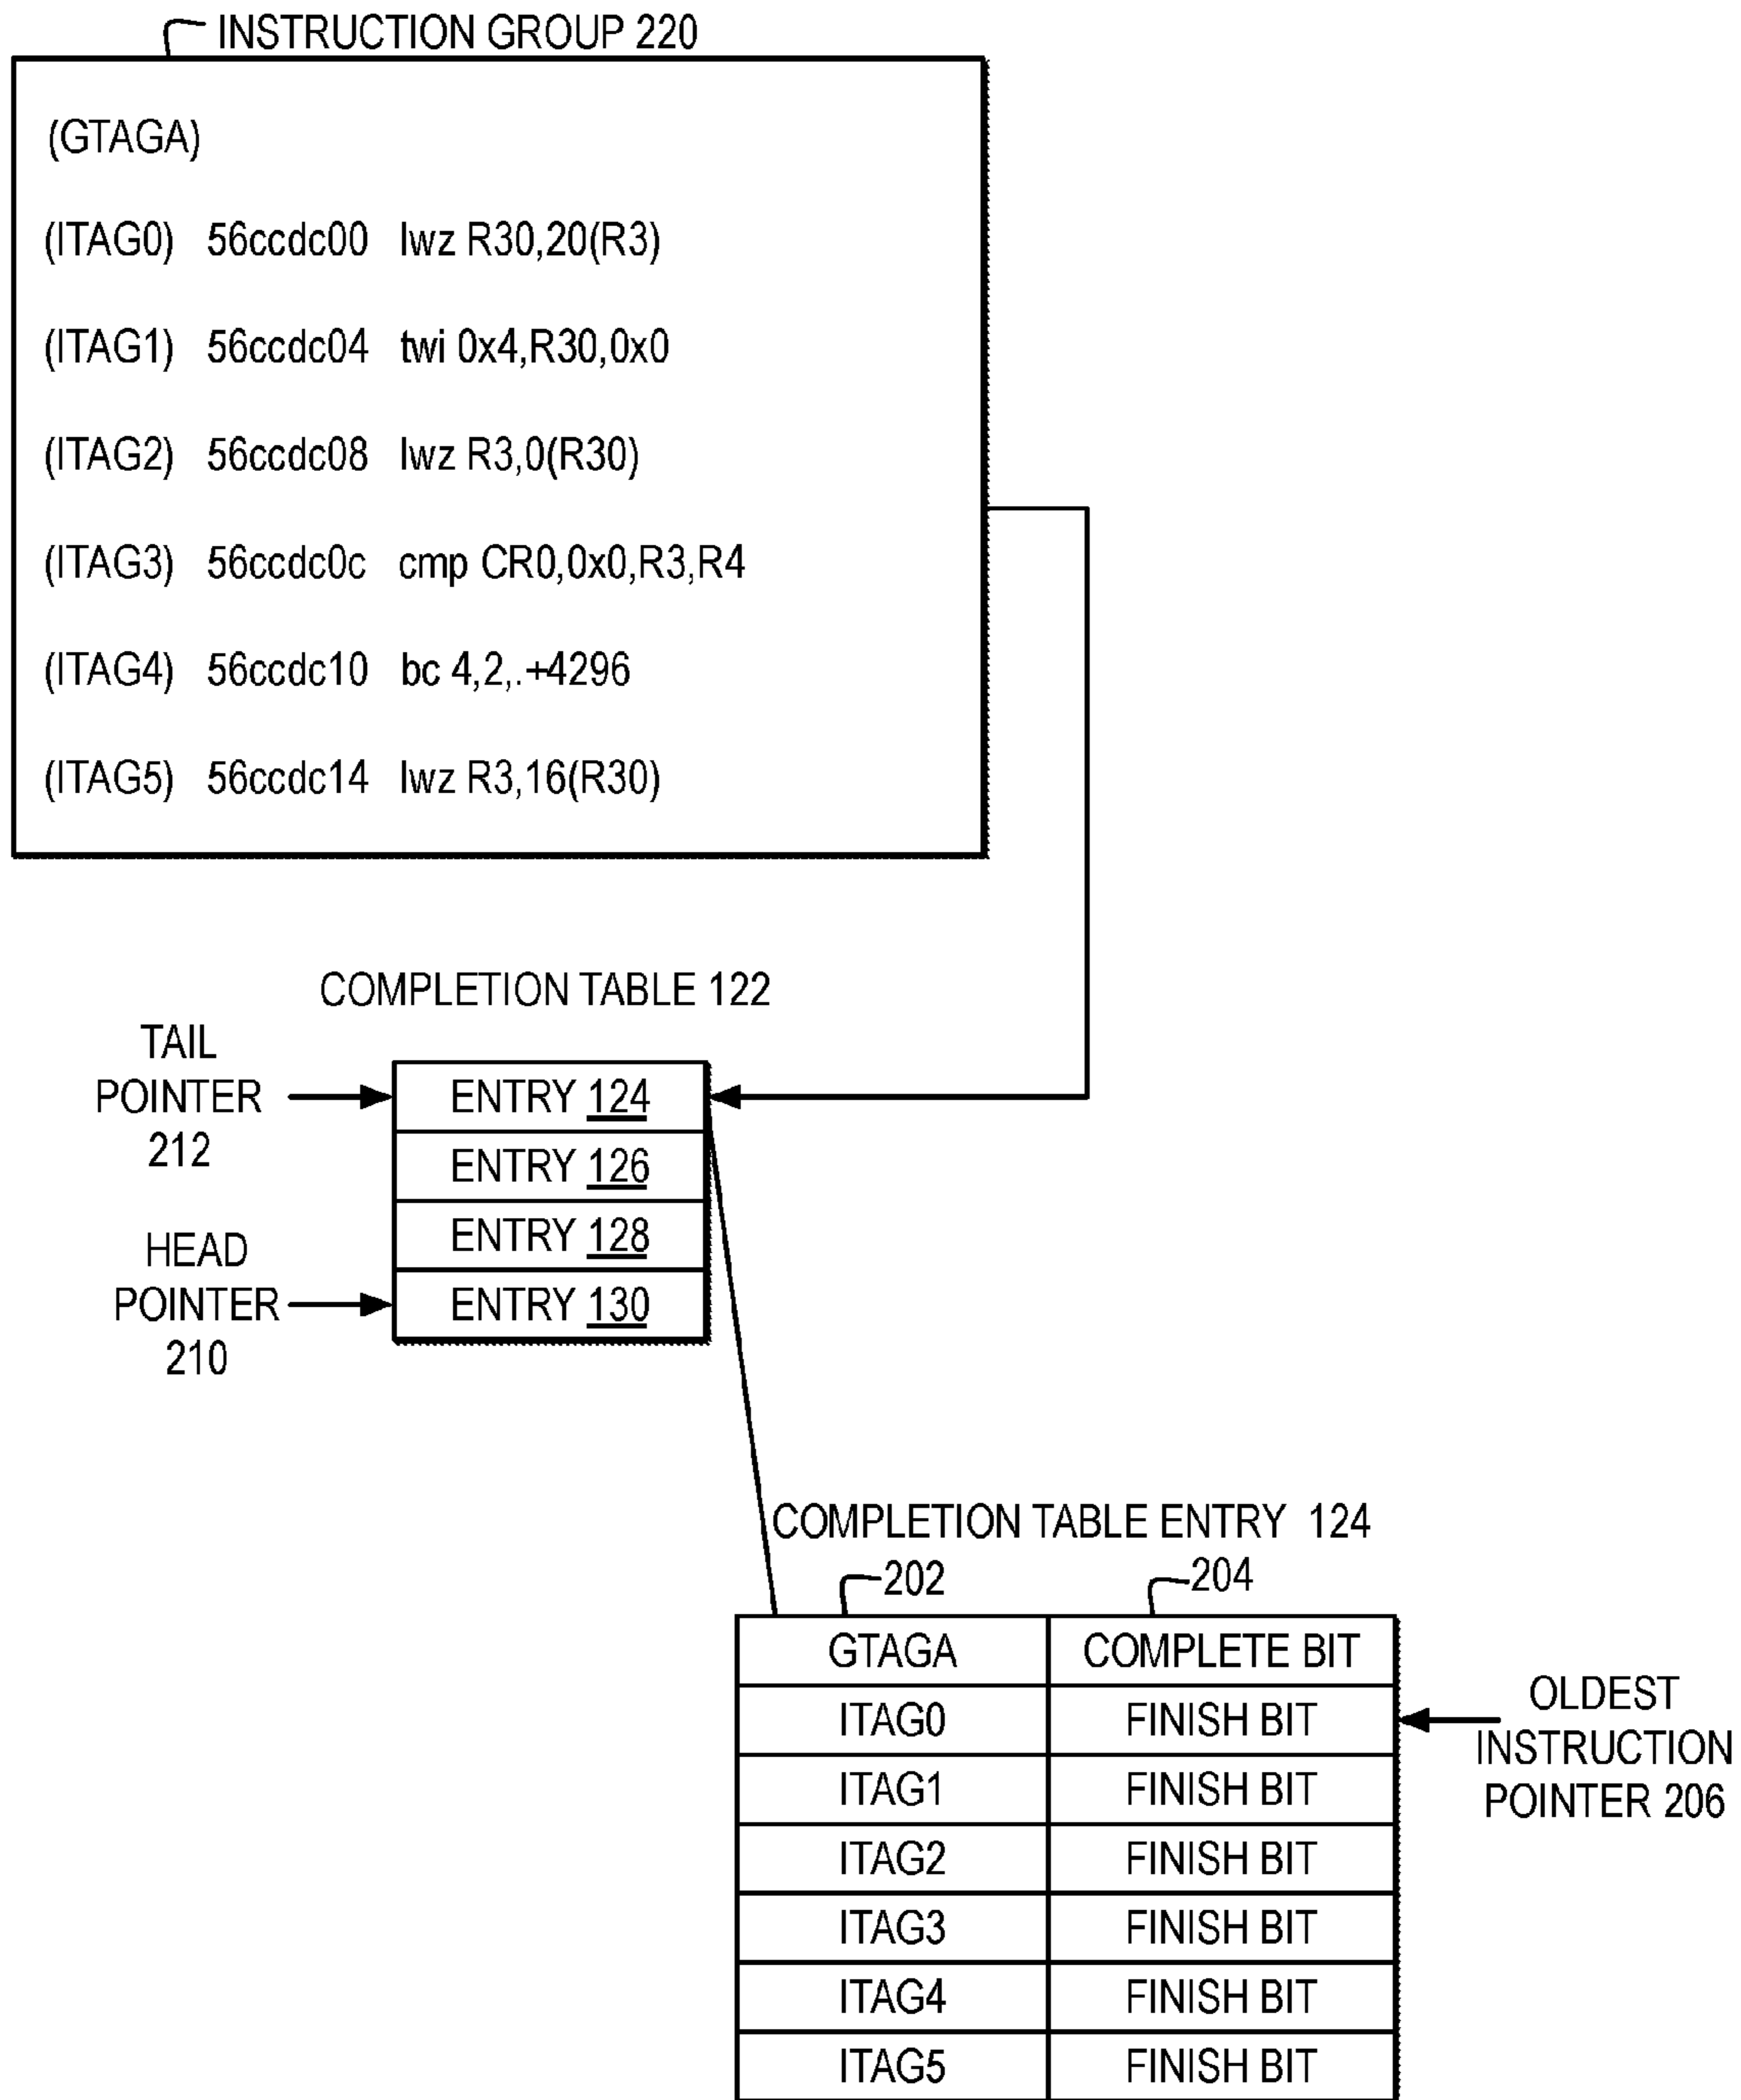 INSTRUCTION GROUP 220
(GTAGA)
(ITAG0) 56ccdc00 lwz R30,20(R3)
(ITAG1) 56ccdc04 twi 0x4,R30,0x0
(ITAG2) 56ccdc08 lwz R3,0(R30)
(ITAG3) 56ccdc0c cmp CR0,0x0,R3,R4
(ITAG4) 56ccdc10 bc 4,2,.+4296
(ITAG5) 56ccdc14 lwz R3,16(R30)
COMPLETION TABLE 122
TAIL
POINTER
212
ENTRY 124
ENTRY 126
ENTRY 128
ENTRY 130
HEAD
POINTER
210
COMPLETION TABLE ENTRY 124
202 204
GTAGA COMPLETE BIT
ITAG0 FINISH BIT
ITAG1 FINISH BIT
ITAG2 FINISH BIT
ITAG3 FINISH BIT
ITAG4 FINISH BIT
ITAG5 FINISH BIT
OLDEST
INSTRUCTION
POINTER 206